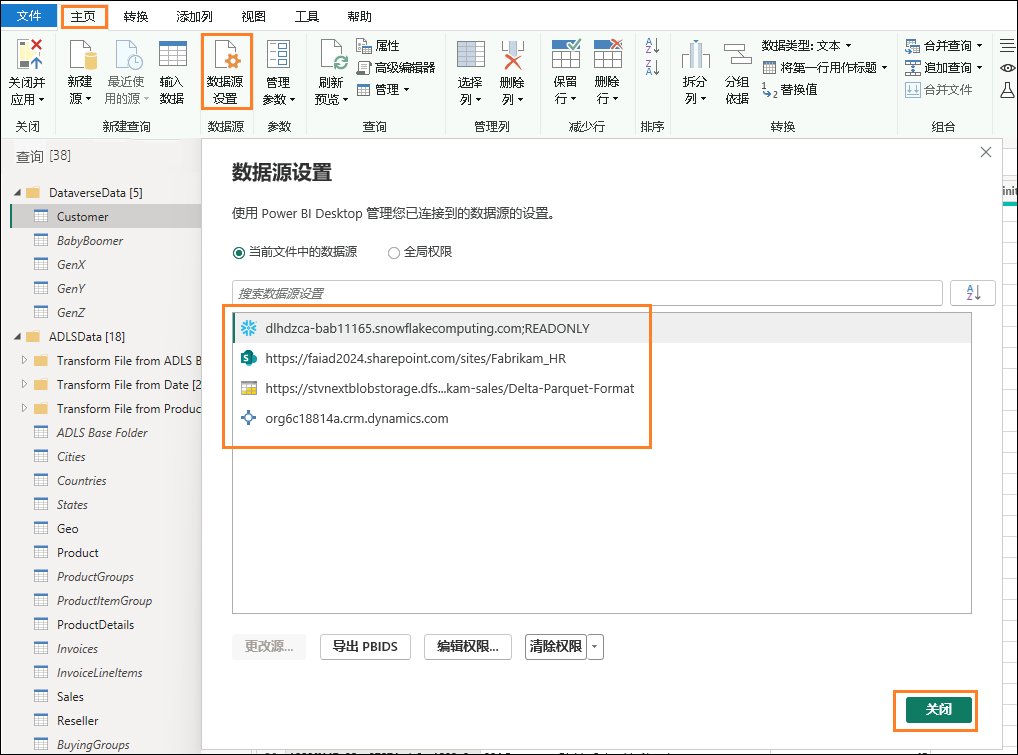 文件 主页 转换 添加列 视图 工具 帮助
关闭并应用 新建源 最近使用的源 输入数据 数据源设置 管理参数 刷新预览 属性 高级编辑器 管理 选择列 删除列 保留行 删除行 拆分列 分组依据 数据类型: 文本 将第一行用作标题 替换值 合并查询 追加查询 合并文件
关闭 新建查询 数据源 参数 查询 管理列 减少行 排序 转换 组合
查询 [38]
DataverseData [5]
Customer
BabyBoomer
GenX
GenY
GenZ
ADLSData [18]
Transform File from ADLS B
Transform File from Date [2
Transform File from Produc
ADLS Base Folder
Cities
Countries
States
Geo
Product
ProductGroups
ProductItemGroup
ProductDetails
Invoices
InvoiceLineItems
Sales
Reseller
BuyingGroups
数据源设置
使用 Power BI Desktop 管理您已连接到的数据源的设置。
当前文件中的数据源 全局权限
搜索数据源设置
dlhdzca-bab11165.snowflakecomputing.com;READONLY
https://faiad2024.sharepoint.com/sites/Fabrikam_HR
https://stvnextblobstorage.dfs...kam-sales/Delta-Parquet-Format
org6c18814a.crm.dynamics.com
更改源... 导出 PBIDS 编辑权限... 清除权限
关闭